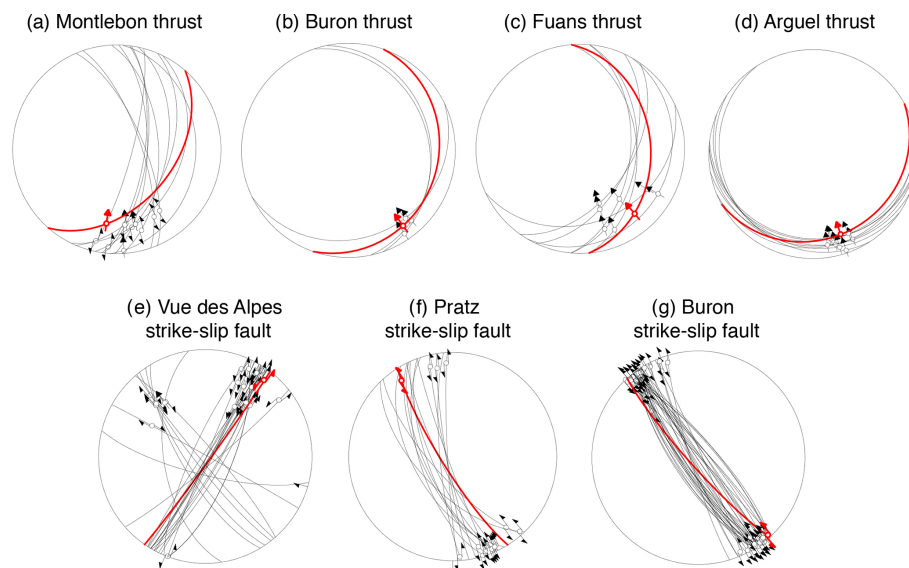 (a) Montlebon thrust
(b) Buron thrust
(c) Fuans thrust
(d) Arguel thrust
(e) Vue des Alpes
strike-slip fault
(f) Pratz
strike-slip fault
(g) Buron
strike-slip fault